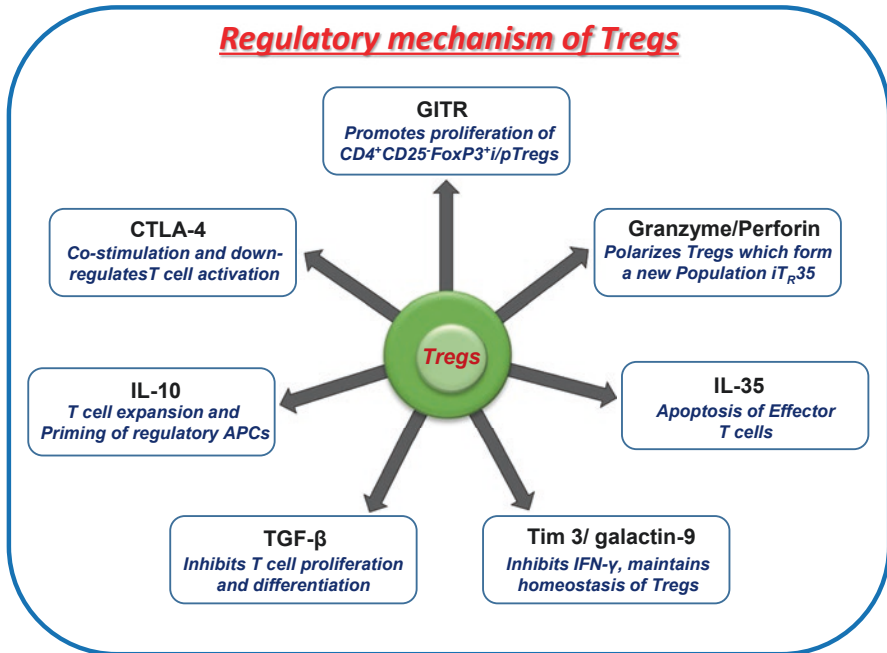 Regulatory mechanism of Tregs
GITR
Promotes proliferation of
CD4⁺CD25⁻FoxP3⁺i/pTregs
CTLA-4
Co-stimulation and down-
regulatesT cell activation
Granzyme/Perforin
Polarizes Tregs which form
a new Population iT_R35
Tregs
IL-10
T cell expansion and
Priming of regulatory APCs
IL-35
Apoptosis of Effector
T cells
TGF-β
Inhibits T cell proliferation
and differentiation
Tim 3/ galactin-9
Inhibits IFN-γ, maintains
homeostasis of Tregs